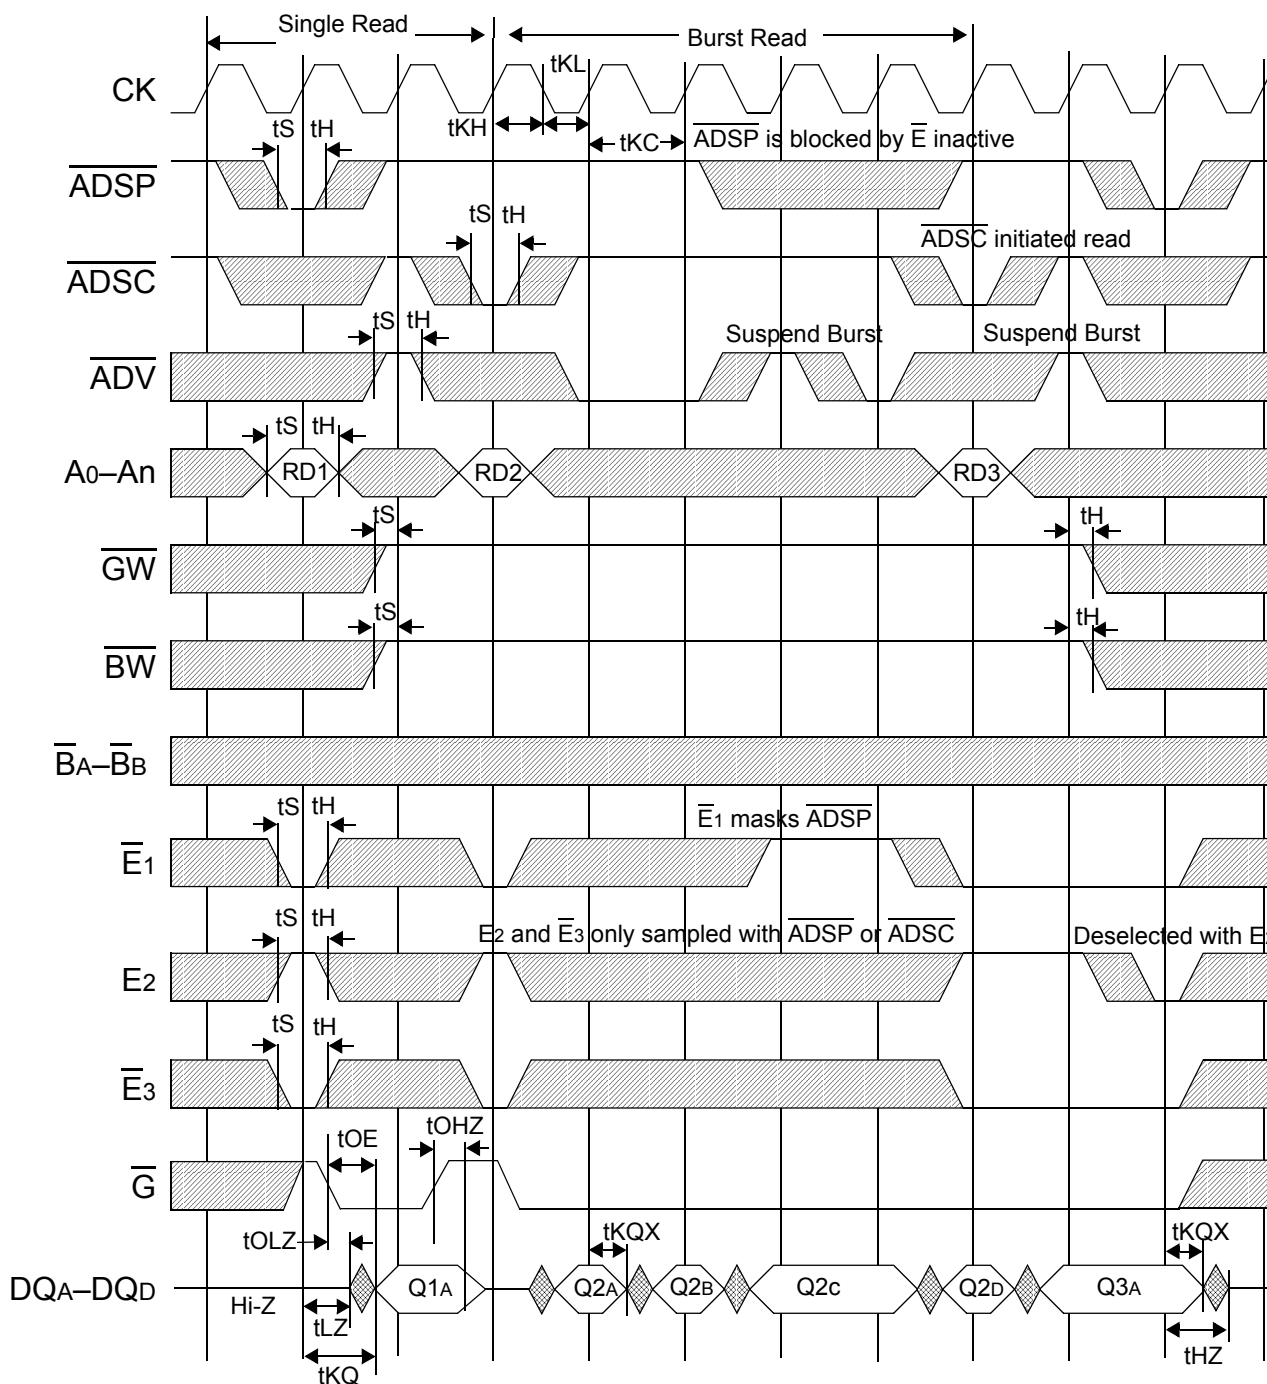 Single Read
Burst Read
tKL
CK
tS tH
tKH
tKC
ADSP is blocked by E inactive
ADSP
tS tH
ADSC initiated read
ADSC
tS tH
Suspend Burst
Suspend Burst
ADV
tS tH
A0–An
RD1
RD2
RD3
tS
tH
GW
tS
tH
BW
BA–BB
tS tH
E1 masks ADSP
E1
tS tH
E2 and E3 only sampled with ADSP or ADSC
Deselected with E
E2
tS tH
E3
tOHZ
tOE
G
tOLZ
tKQX
tKQX
DQA–DQD
Q1A
Q2A
Q2B
Q2c
Q2D
Q3A
Hi-Z
tLZ
tHZ
tKQ